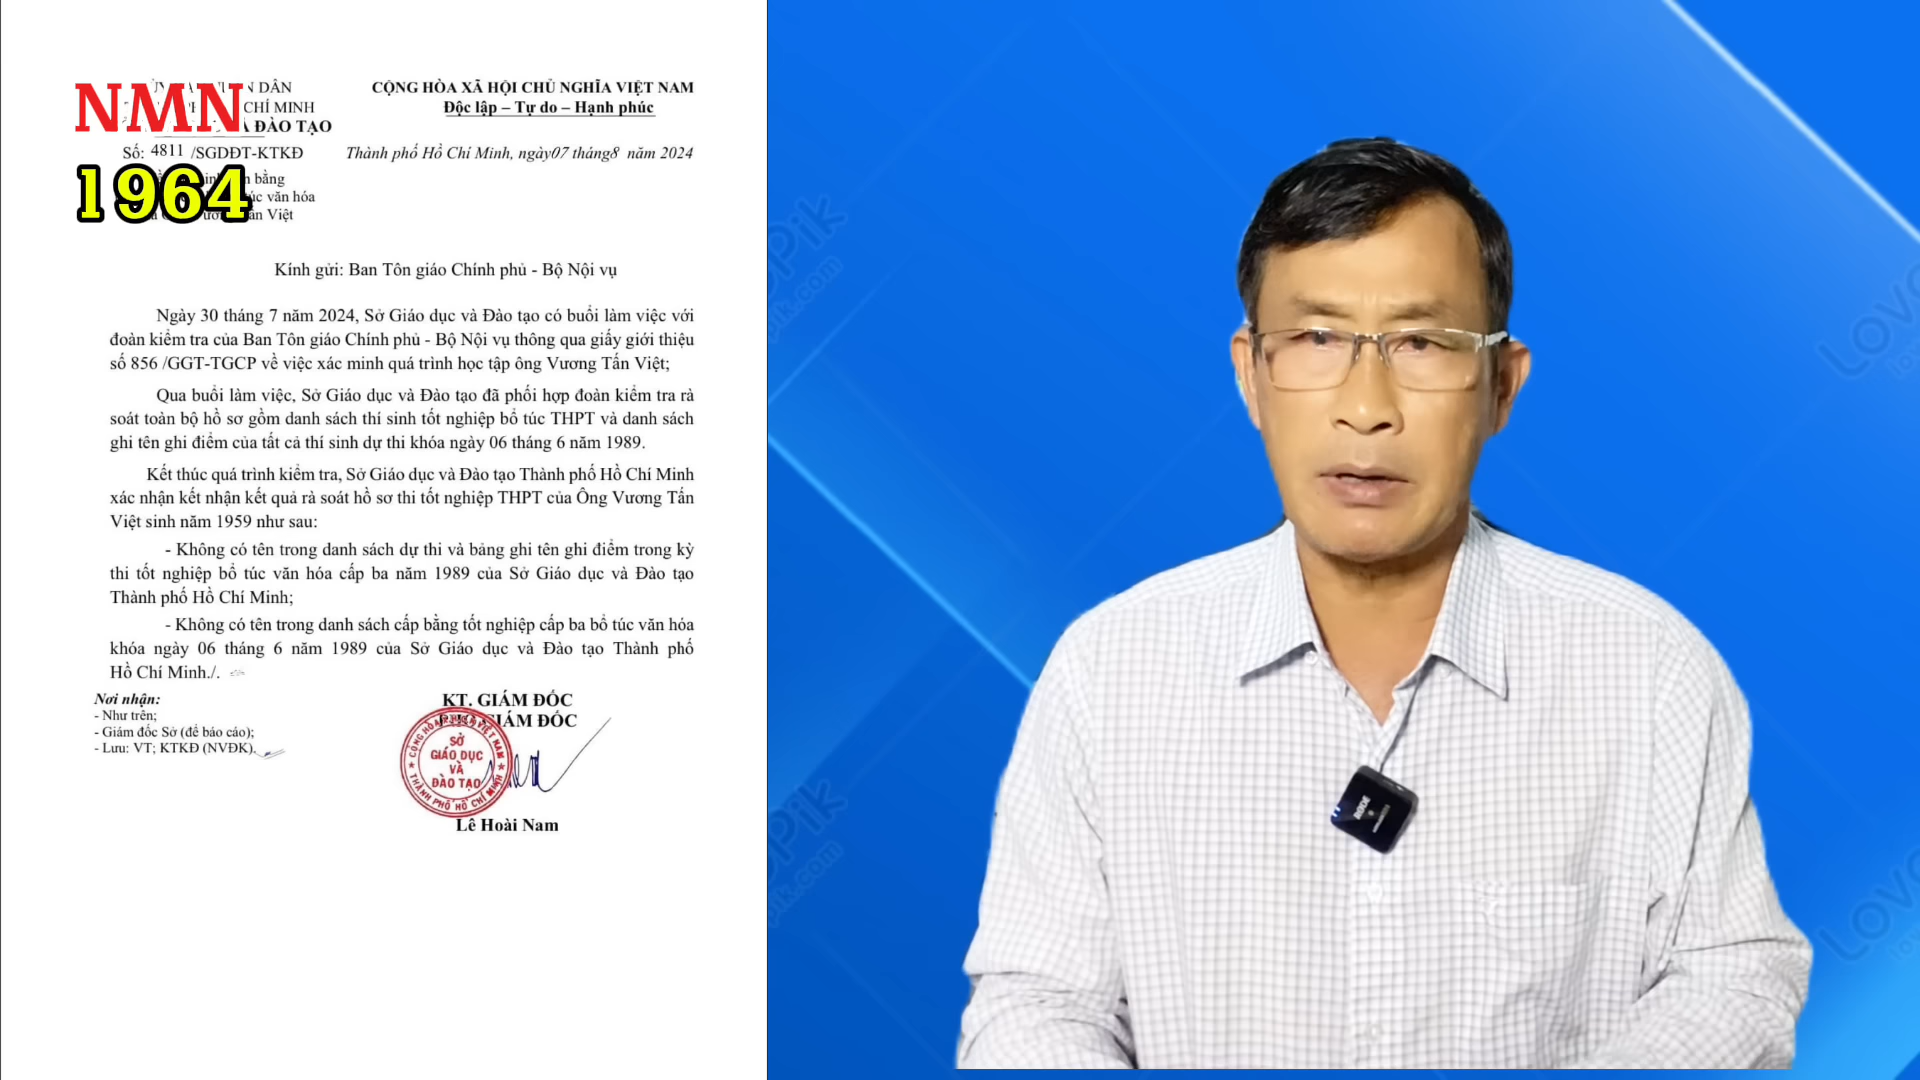 NMN
1964
DÂN
CHÍ MINH
ĐÀO TẠO
Số: 4811 /SGDĐT-KTKĐ
bằng
văn hóa
Việt
CỘNG HÒA XÃ HỘI CHỦ NGHĨA VIỆT NAM
Độc lập – Tự do – Hạnh phúc
Thành phố Hồ Chí Minh, ngày07 tháng8 năm 2024
Kính gửi: Ban Tôn giáo Chính phủ - Bộ Nội vụ
Ngày 30 tháng 7 năm 2024, Sở Giáo dục và Đào tạo có buổi làm việc với
đoàn kiểm tra của Ban Tôn giáo Chính phủ - Bộ Nội vụ thông qua giấy giới thiệu
số 856 /GGT-TGCP về việc xác minh quá trình học tập ông Vương Tấn Việt;
Qua buổi làm việc, Sở Giáo dục và Đào tạo đã phối hợp đoàn kiểm tra rà
soát toàn bộ hồ sơ gồm danh sách thí sinh tốt nghiệp bổ túc THPT và danh sách
ghi tên ghi điểm của tất cả thí sinh dự thi khóa ngày 06 tháng 6 năm 1989.
Kết thúc quá trình kiểm tra, Sở Giáo dục và Đào tạo Thành phố Hồ Chí Minh
xác nhận kết nhận kết quả rà soát hồ sơ thi tốt nghiệp THPT của Ông Vương Tấn
Việt sinh năm 1959 như sau:
- Không có tên trong danh sách dự thi và bảng ghi tên ghi điểm trong kỳ
thi tốt nghiệp bổ túc văn hóa cấp ba năm 1989 của Sở Giáo dục và Đào tạo
Thành phố Hồ Chí Minh;
- Không có tên trong danh sách cấp bằng tốt nghiệp cấp ba bổ túc văn hóa
khóa ngày 06 tháng 6 năm 1989 của Sở Giáo dục và Đào tạo Thành phố
Hồ Chí Minh./.
Nơi nhận:
- Như trên;
- Giám đốc Sở (để báo cáo);
- Lưu: VT; KTKĐ (NVĐK).
KT. GIÁM ĐỐC
GIÁM ĐỐC
CỘNG HÒA X.H.C.N VIỆT NAM
SỞ
GIÁO DỤC
VÀ
ĐÀO TẠO
THÀNH PHỐ HỒ CHÍ MINH
Lê Hoài Nam
RODE